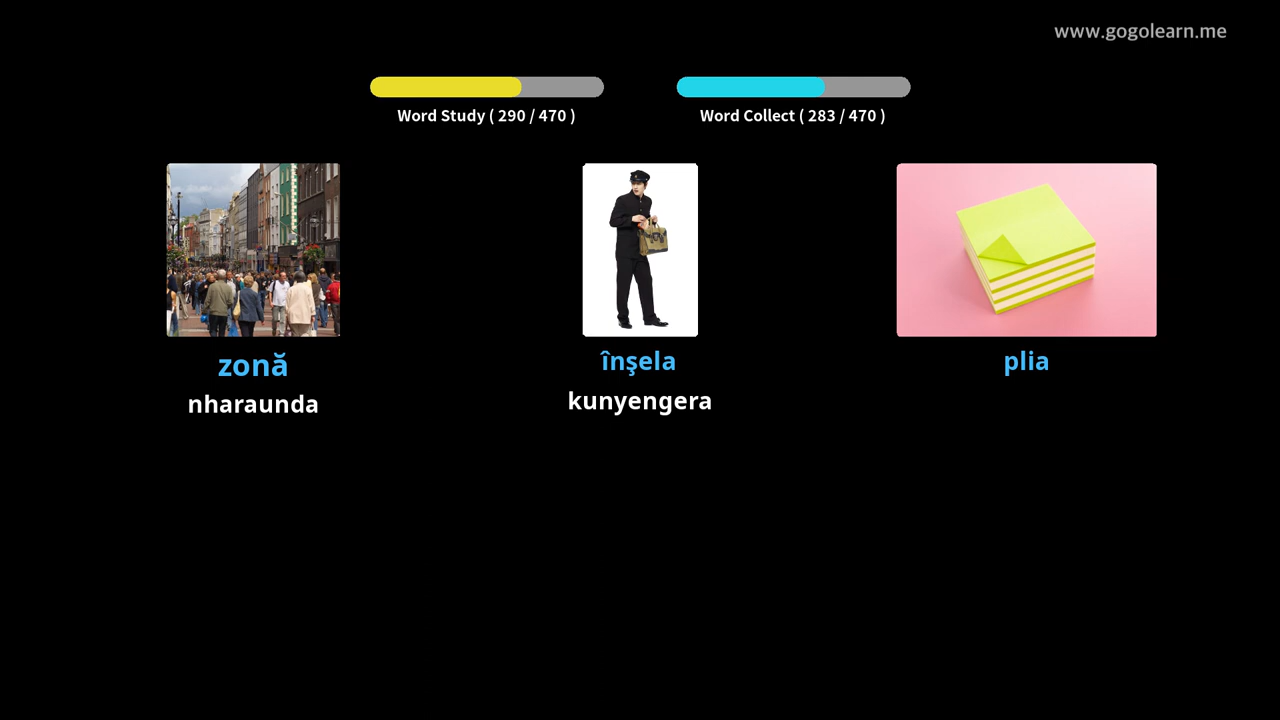 www.gogolearn.me
Word Study ( 290 / 470 )
Word Collect ( 283 / 470 )
zonă
nharaunda
înşela
kunyengera
plia